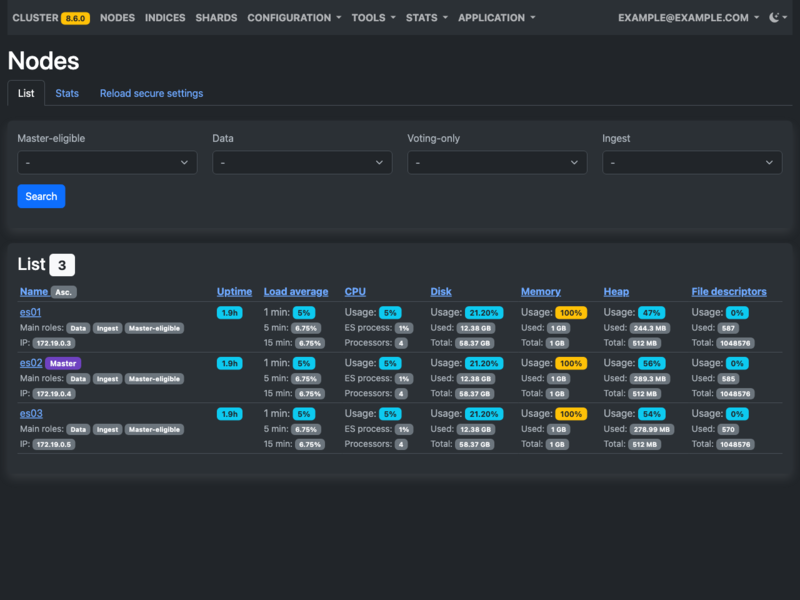 CLUSTER 8.6.0 NODES INDICES SHARDS CONFIGURATION TOOLS STATS APPLICATION EXAMPLE@EXAMPLE.COM
Nodes
List Stats Reload secure settings
Master-eligible Data Voting-only Ingest
- - - -
Search
List 3
Name Asc. Uptime Load average CPU Disk Memory Heap File descriptors
es01 1.9h 1 min: 5% Usage: 5% Usage: 21.20% Usage: 100% Usage: 47% Usage: 0%
Main roles: Data Ingest Master-eligible 5 min: 6.75% ES process: 1% Used: 12.38 GB Used: 1 GB Used: 244.3 MB Used: 587
IP: 172.19.0.3 15 min: 6.75% Processors: 4 Total: 58.37 GB Total: 1 GB Total: 512 MB Total: 1048576
es02 Master 1.9h 1 min: 5% Usage: 5% Usage: 21.20% Usage: 100% Usage: 56% Usage: 0%
Main roles: Data Ingest Master-eligible 5 min: 6.75% ES process: 1% Used: 12.38 GB Used: 1 GB Used: 289.3 MB Used: 585
IP: 172.19.0.4 15 min: 6.75% Processors: 4 Total: 58.37 GB Total: 1 GB Total: 512 MB Total: 1048576
es03 1.9h 1 min: 5% Usage: 5% Usage: 21.20% Usage: 100% Usage: 54% Usage: 0%
Main roles: Data Ingest Master-eligible 5 min: 6.75% ES process: 1% Used: 12.38 GB Used: 1 GB Used: 278.99 MB Used: 570
IP: 172.19.0.5 15 min: 6.75% Processors: 4 Total: 58.37 GB Total: 1 GB Total: 512 MB Total: 1048576